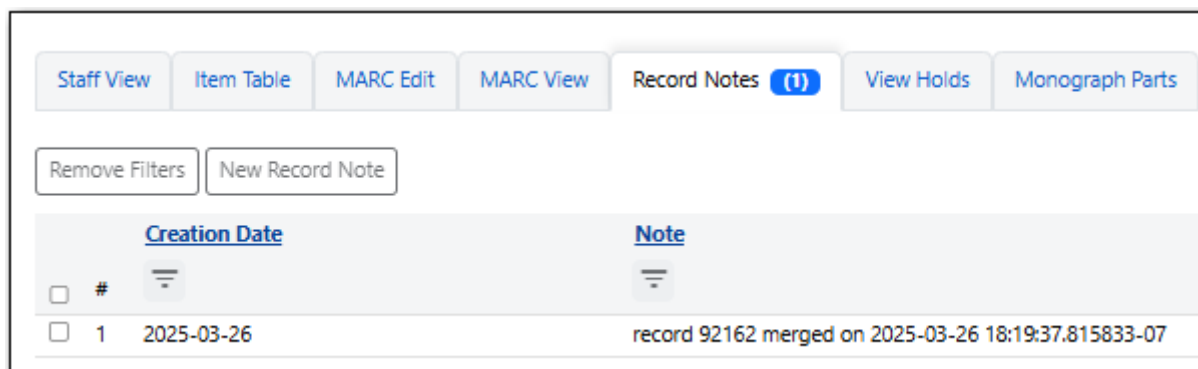 Staff View Item Table MARC Edit MARC View Record Notes (1) View Holds Monograph Parts
Remove Filters New Record Note
Creation Date Note
#
1 2025-03-26 record 92162 merged on 2025-03-26 18:19:37.815833-07